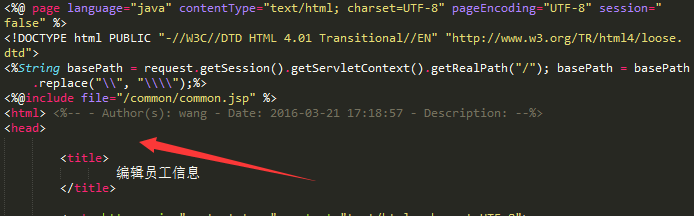 <%@ page language="java" contentType="text/html; charset=UTF-8" pageEncoding="UTF-8" session="
false" %>
<!DOCTYPE html PUBLIC "-//W3C//DTD HTML 4.01 Transitional//EN" "http://www.w3.org/TR/html4/loose.
dtd">
<%String basePath = request.getSession().getServletContext().getRealPath("/"); basePath = basePath
.replace("\\", "\\\\");%>
<%@include file="/common/common.jsp" %>
<html> <%-- - Author(s): wang - Date: 2016-03-21 17:18:57 - Description: --%>
<head>
<title>
编辑员工信息
</title>